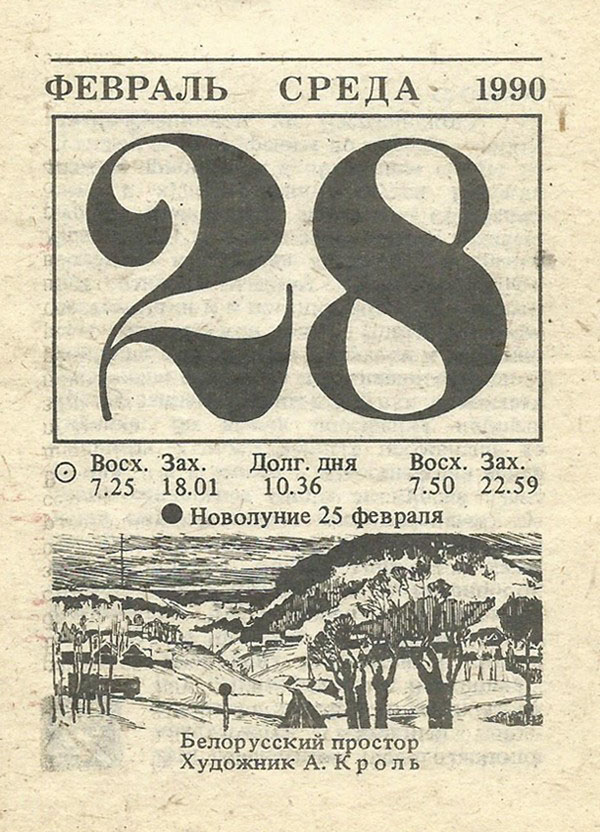 ФЕВРАЛЬ СРЕДА 1990
28
Восх. Зах. Долг. дня Восх. Зах.
7.25 18.01 10.36 7.50 22.59
Новолуние 25 февраля
Белорусский простор
Художник А. Кроль